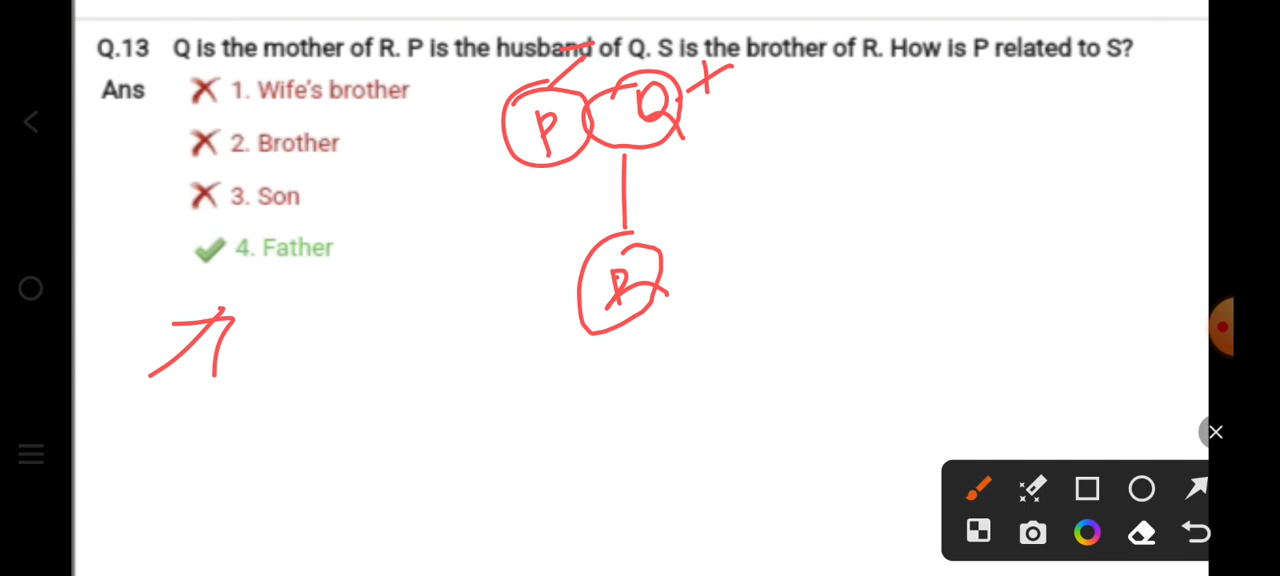 Q.13 Q is the mother of R. P is the husband of Q. S is the brother of R. How is P related to S?
Ans 1. Wife's brother
2. Brother
3. Son
4. Father
P Q
R